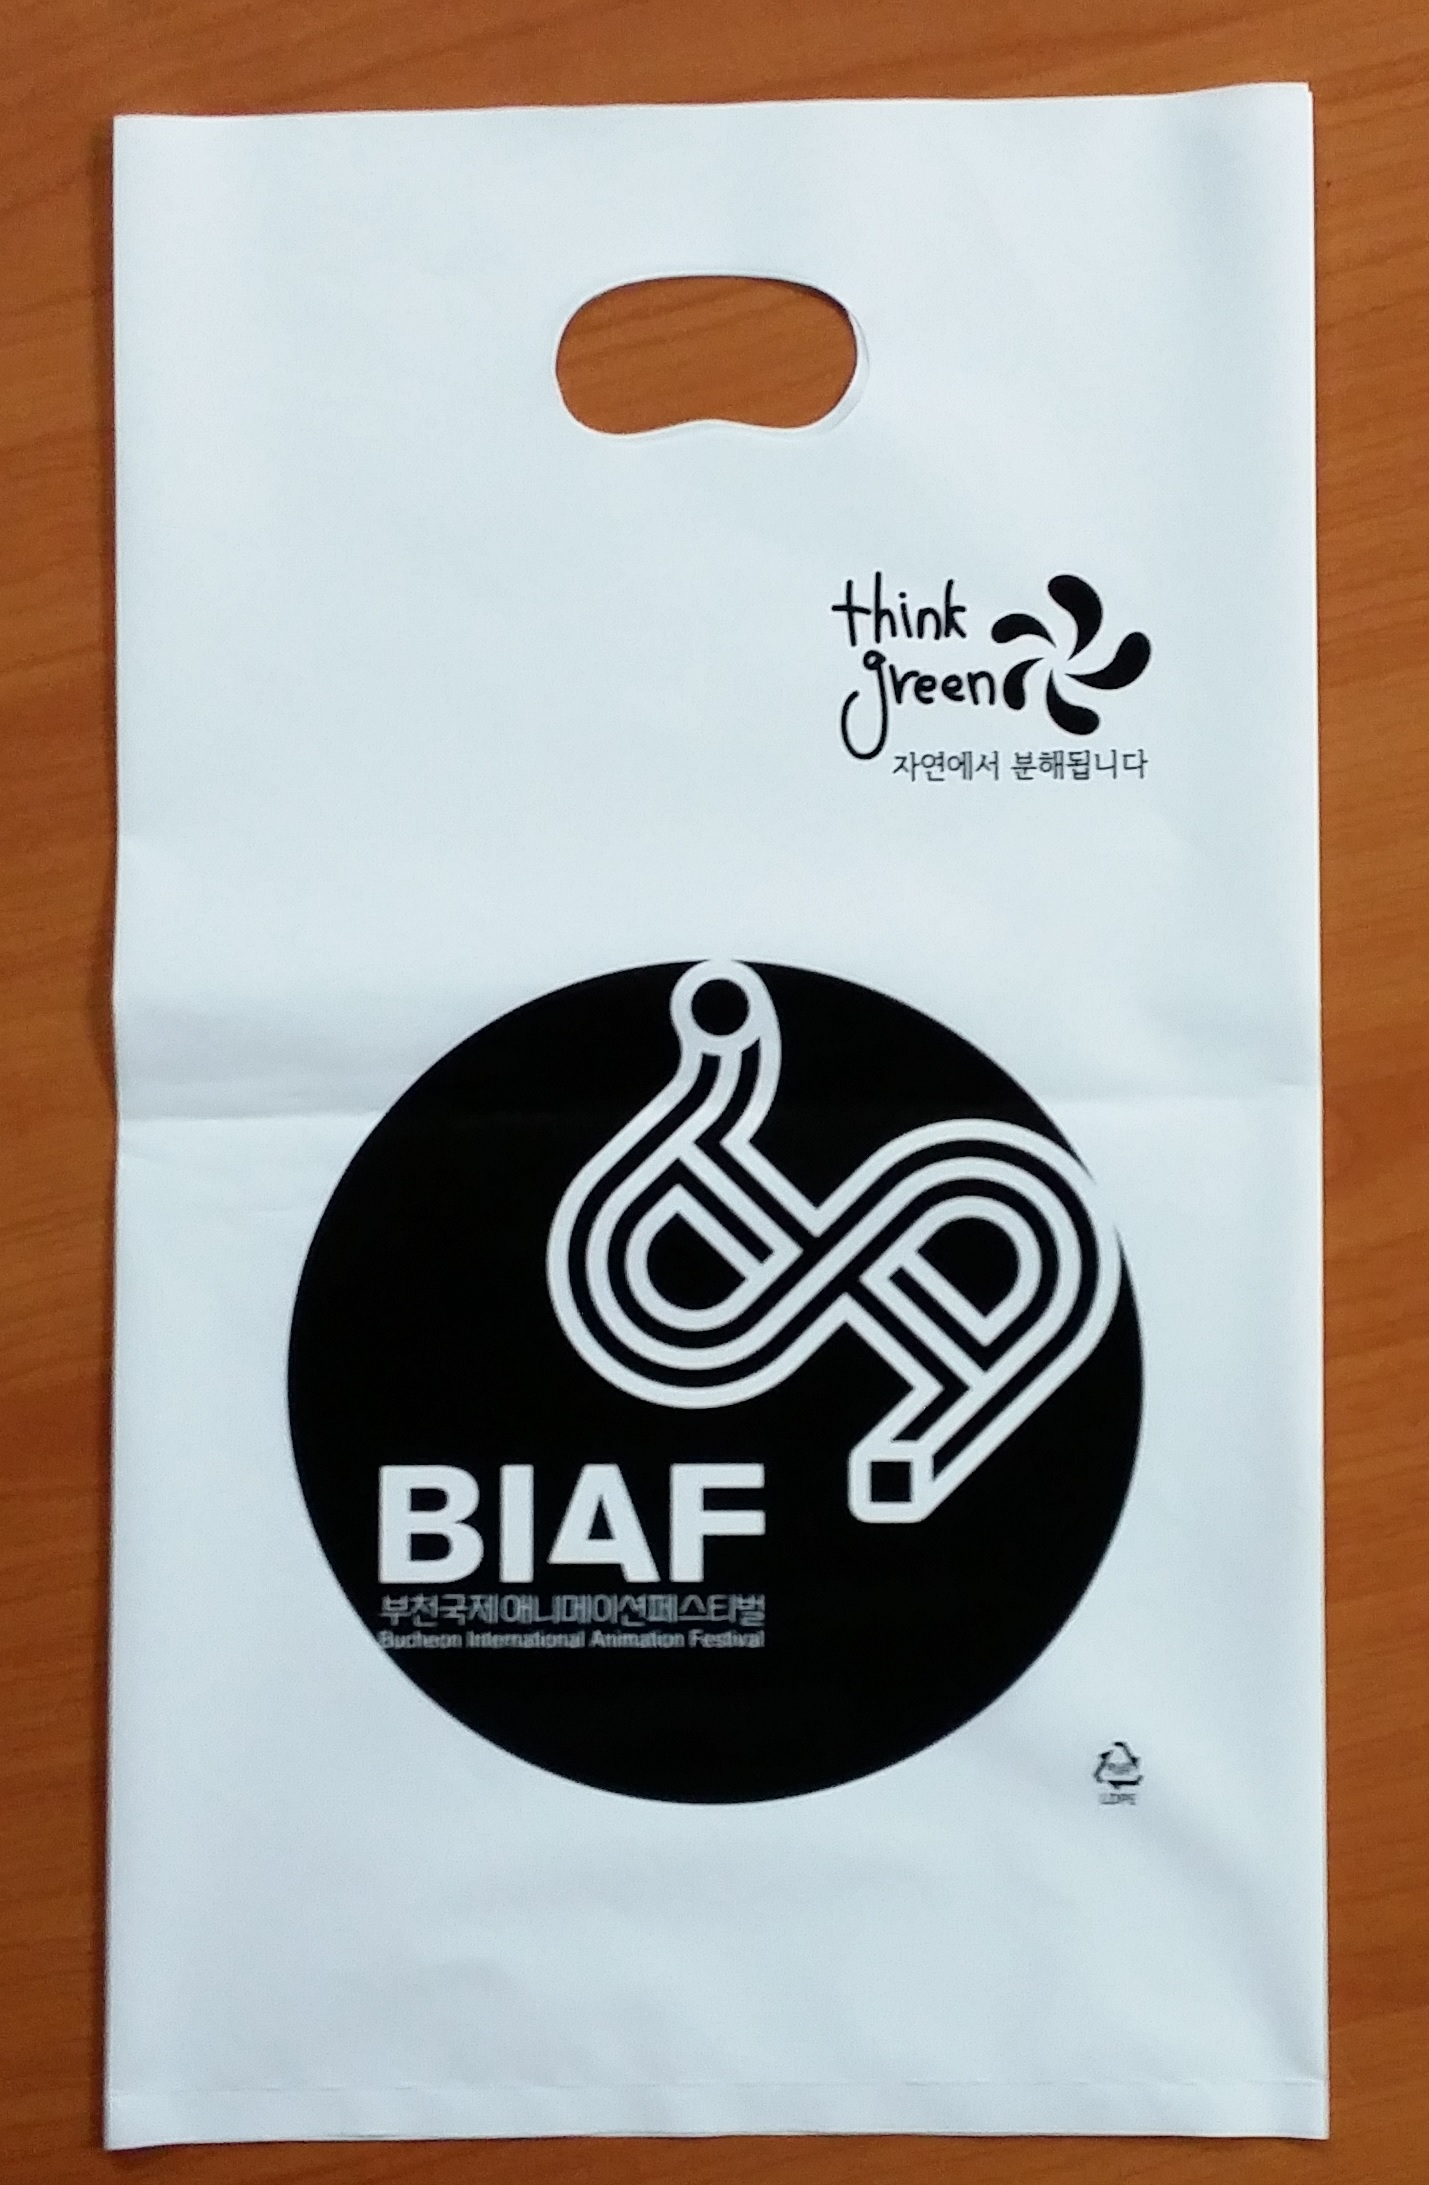 think
green
자연에서 분해됩니다
BIAF
부천국제애니메이션페스티벌
Bucheon International Animation Festival
LDPE